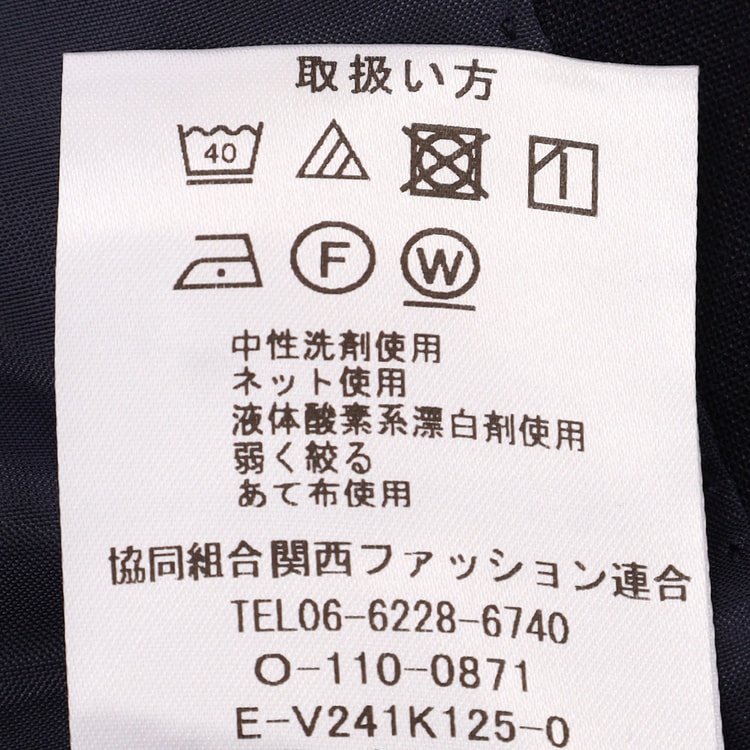 取扱い方
40
F W
中性洗剤使用
ネット使用
液体酸素系漂白剤使用
弱く絞る
あて布使用
協同組合関西ファッション連合
TEL06-6228-6740
O-110-0871
E-V241K125-0